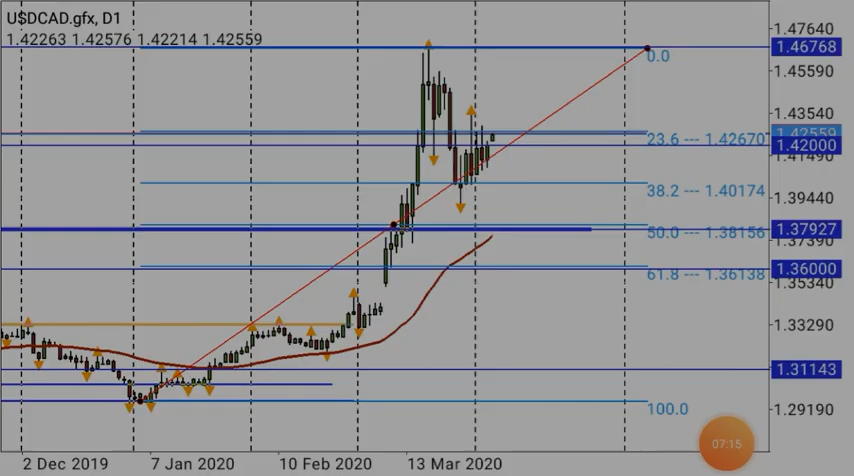 U$DCAD.gfx, D1
1.42263 1.42576 1.42214 1.42559
1.47640
1.46768
0.0
1.45590
1.43540
1.42559
23.6 --- 1.42670
1.42000
1.41490
38.2 --- 1.40174
1.39440
1.37927
50.0 --- 1.38156
1.37390
1.36000
61.8 --- 1.36138
1.35340
1.33290
1.31143
100.0
1.29190
07:15
2 Dec 2019
7 Jan 2020
10 Feb 2020
13 Mar 2020